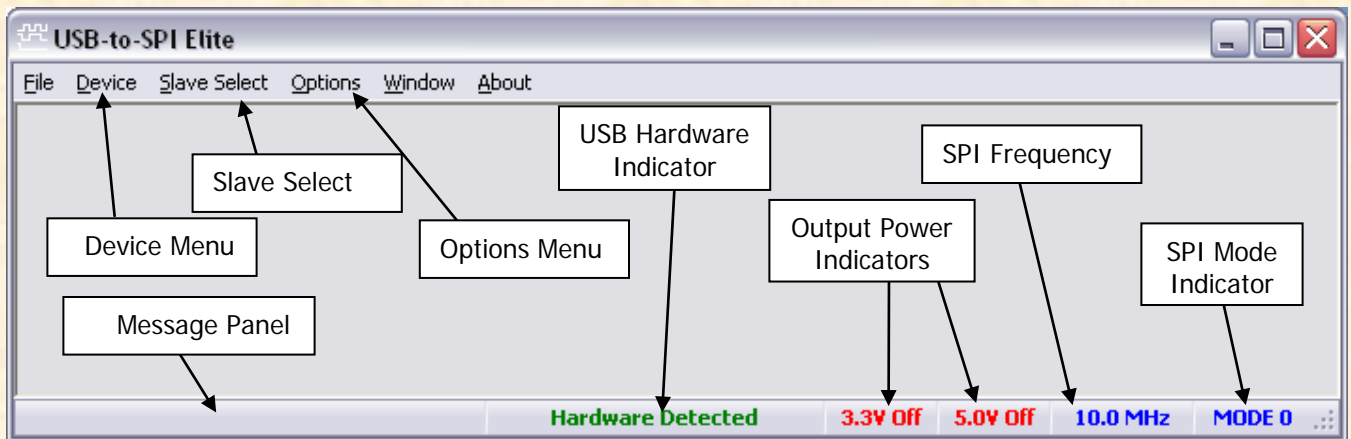 USB-to-SPI Elite
File Device Slave Select Options Window About
USB Hardware
Indicator
SPI Frequency
Slave Select
Device Menu
Options Menu
Output Power
Indicators
SPI Mode
Indicator
Message Panel
Hardware Detected 3.3V Off 5.0V Off 10.0 MHz MODE 0